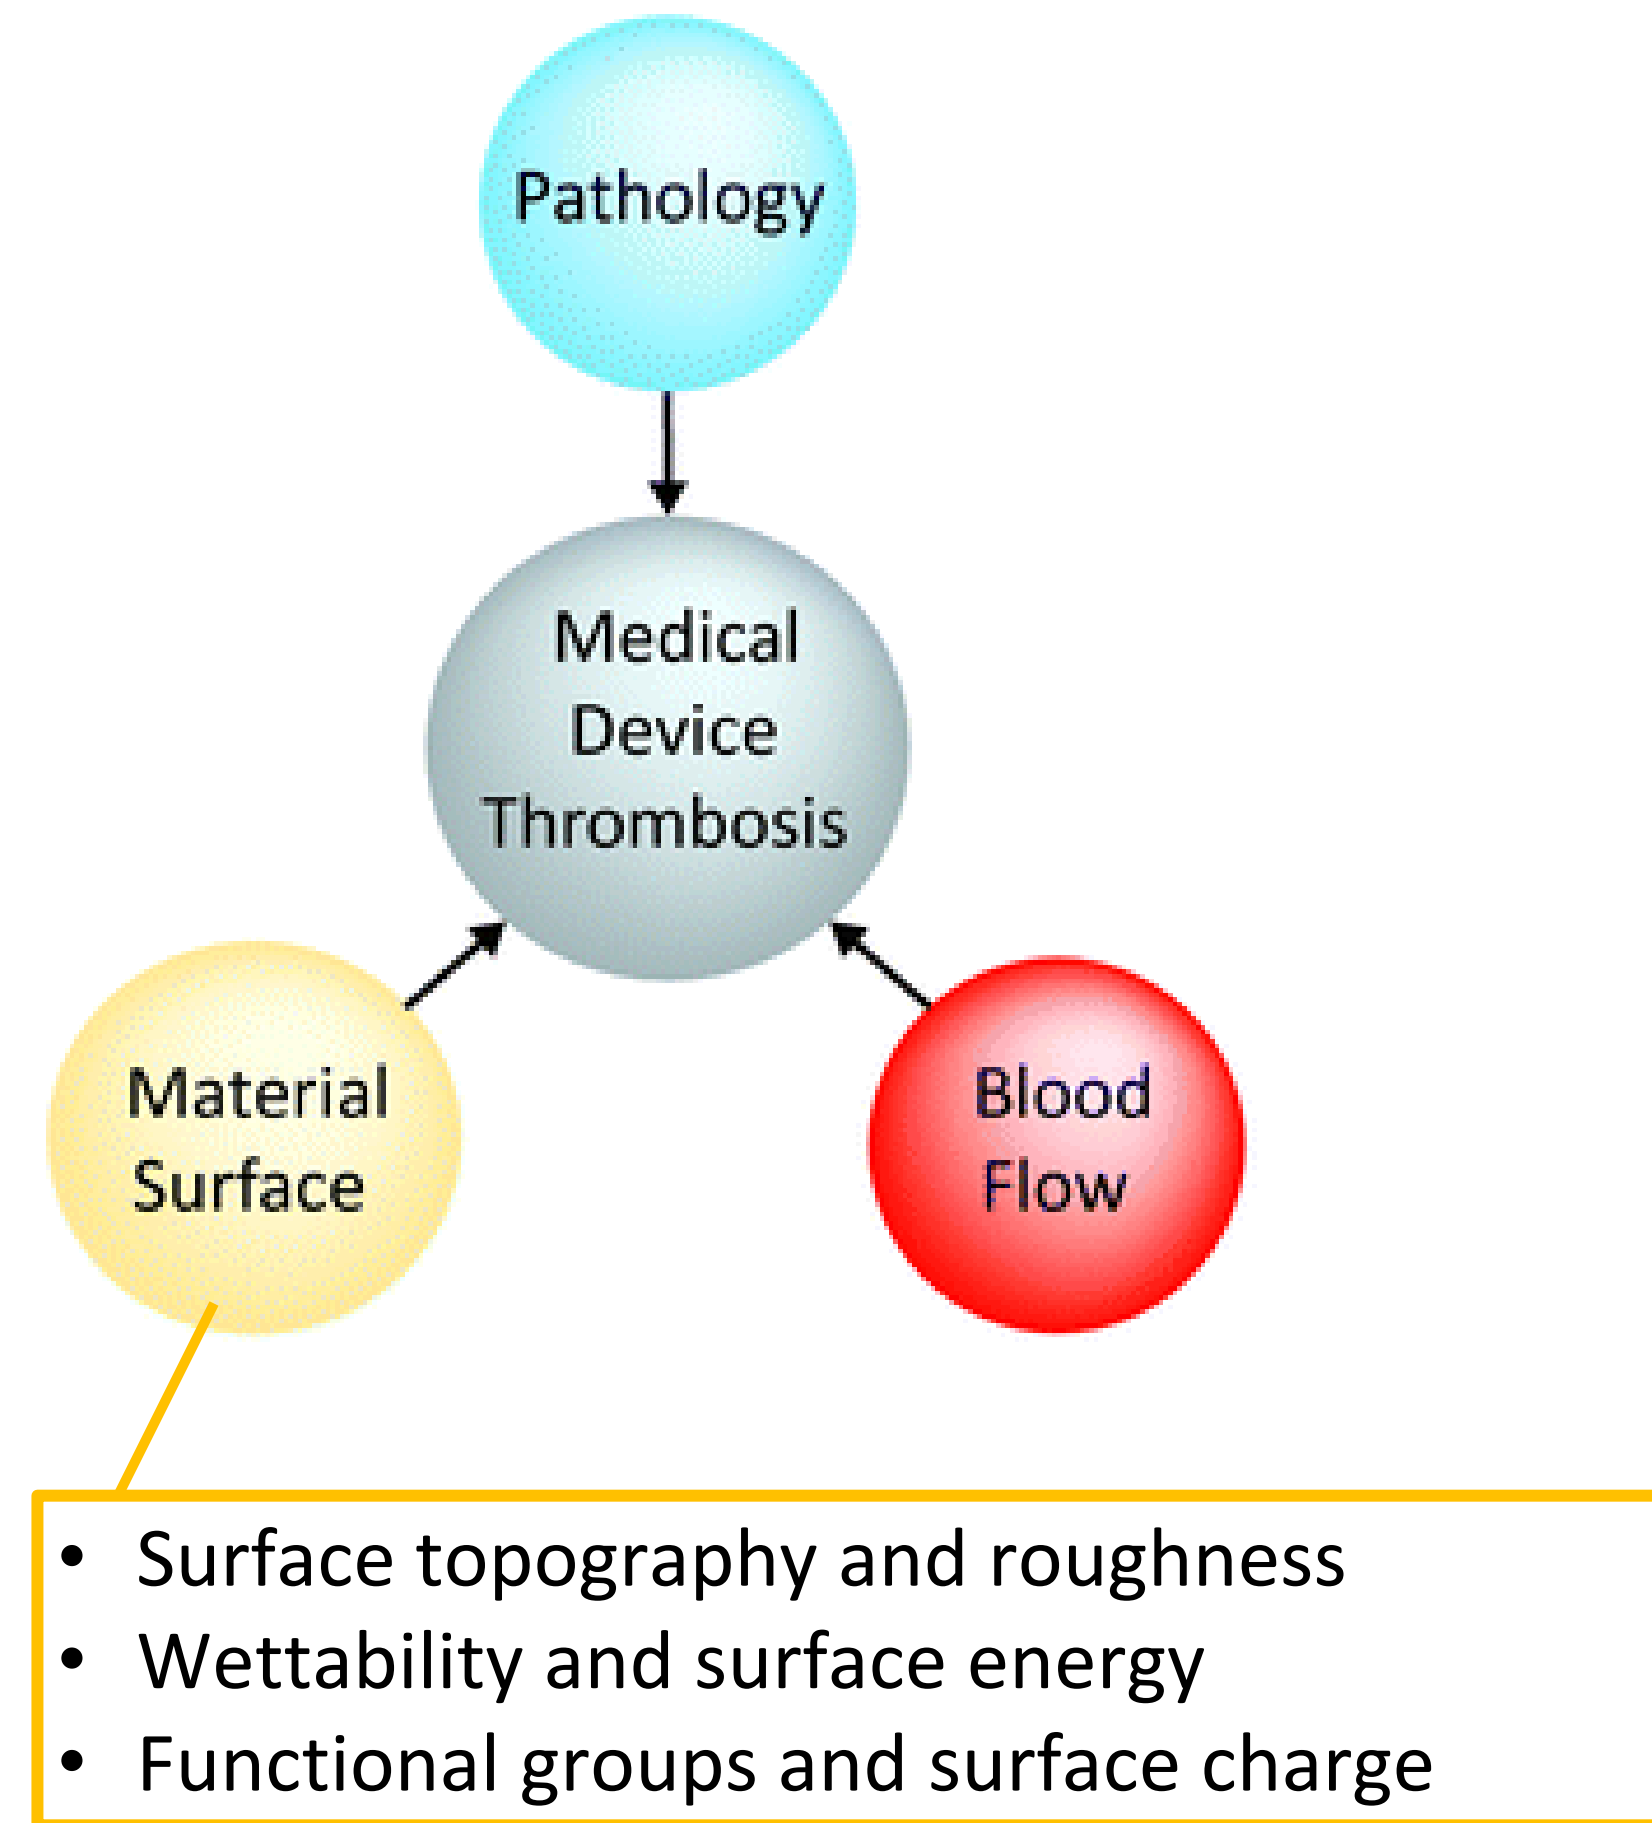 Pathology
Medical
Device
Thrombosis
Material
Surface
Blood
Flow
• Surface topography and roughness
• Wettability and surface energy
• Functional groups and surface charge